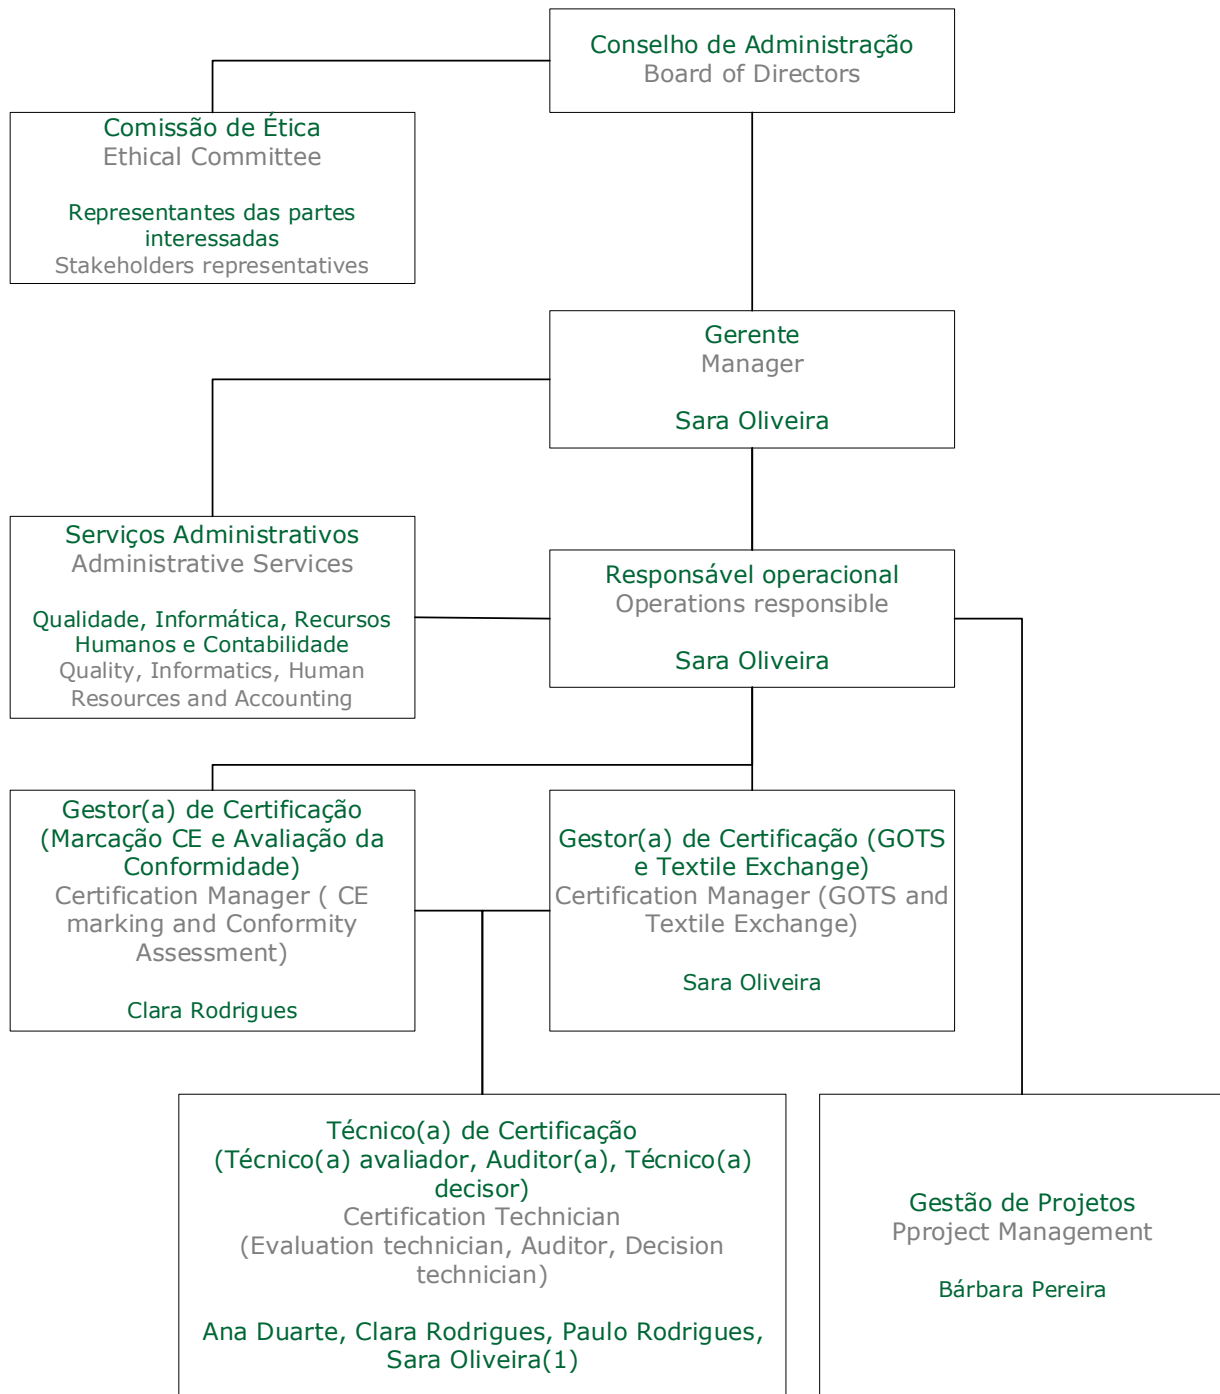 Conselho de Administração
Board of Directors
Comissão de Ética
Ethical Committee
Representantes das partes
interessadas
Stakeholders representatives
Gerente
Manager
Sara Oliveira
Serviços Administrativos
Administrative Services
Qualidade, Informática, Recursos
Humanos e Contabilidade
Quality, Informatics, Human
Resources and Accounting
Responsável operacional
Operations responsible
Sara Oliveira
Gestor(a) de Certificação
(Marcação CE e Avaliação da
Conformidade)
Certification Manager ( CE
marking and Conformity
Assessment)
Clara Rodrigues
Gestor(a) de Certificação (GOTS
e Textile Exchange)
Certification Manager (GOTS and
Textile Exchange)
Sara Oliveira
Técnico(a) de Certificação
(Técnico(a) avaliador, Auditor(a), Técnico(a)
decisor)
Certification Technician
(Evaluation technician, Auditor, Decision
technician)
Ana Duarte, Clara Rodrigues, Paulo Rodrigues,
Sara Oliveira(1)
Gestão de Projetos
Pproject Management
Bárbara Pereira